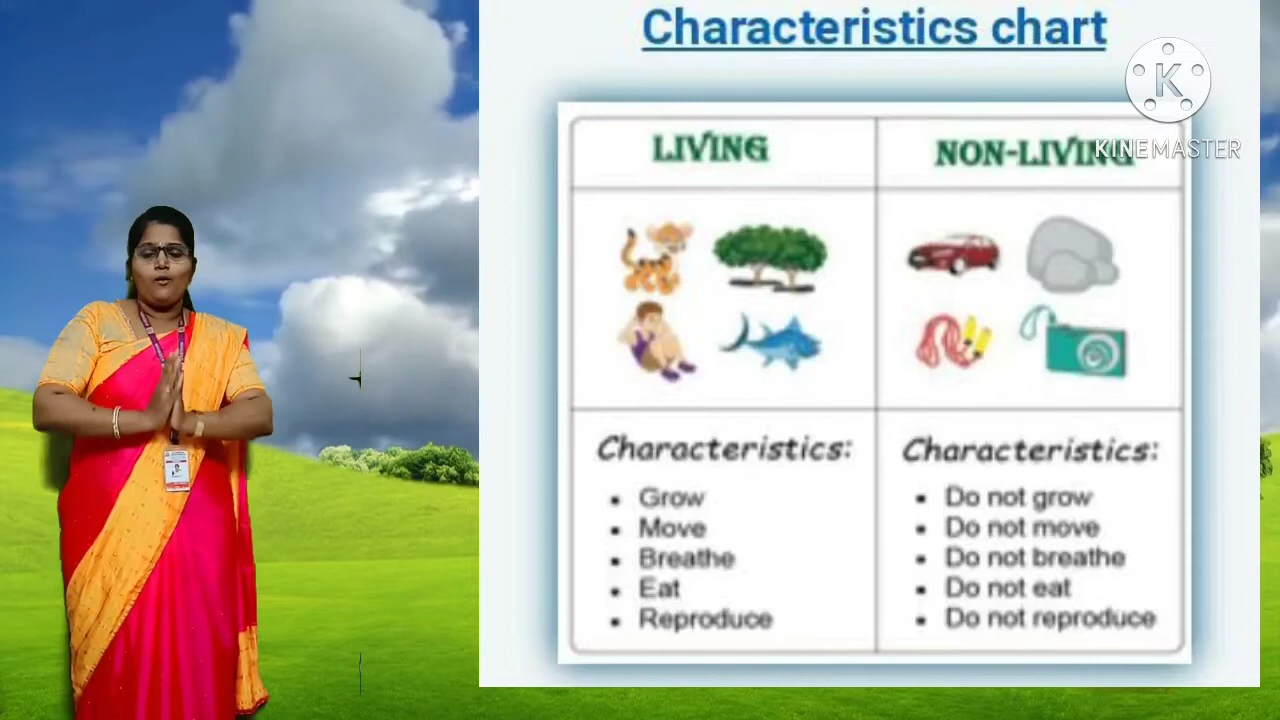 Characteristics chart
K
KINEMASTER
LIVING
NON-LIVING
Characteristics:
• Grow
• Move
• Breathe
• Eat
• Reproduce
Characteristics:
• Do not grow
• Do not move
• Do not breathe
• Do not eat
• Do not reproduce